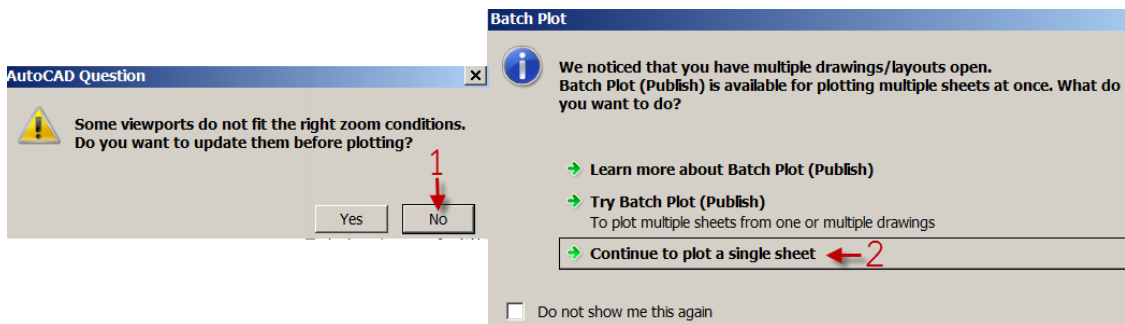 AutoCAD Question
Some viewports do not fit the right zoom conditions.
Do you want to update them before plotting?
1
Yes
No
Batch Plot
We noticed that you have multiple drawings/layouts open.
Batch Plot (Publish) is available for plotting multiple sheets at once. What do
you want to do?
Learn more about Batch Plot (Publish)
Try Batch Plot (Publish)
To plot multiple sheets from one or multiple drawings
Continue to plot a single sheet
2
Do not show me this again